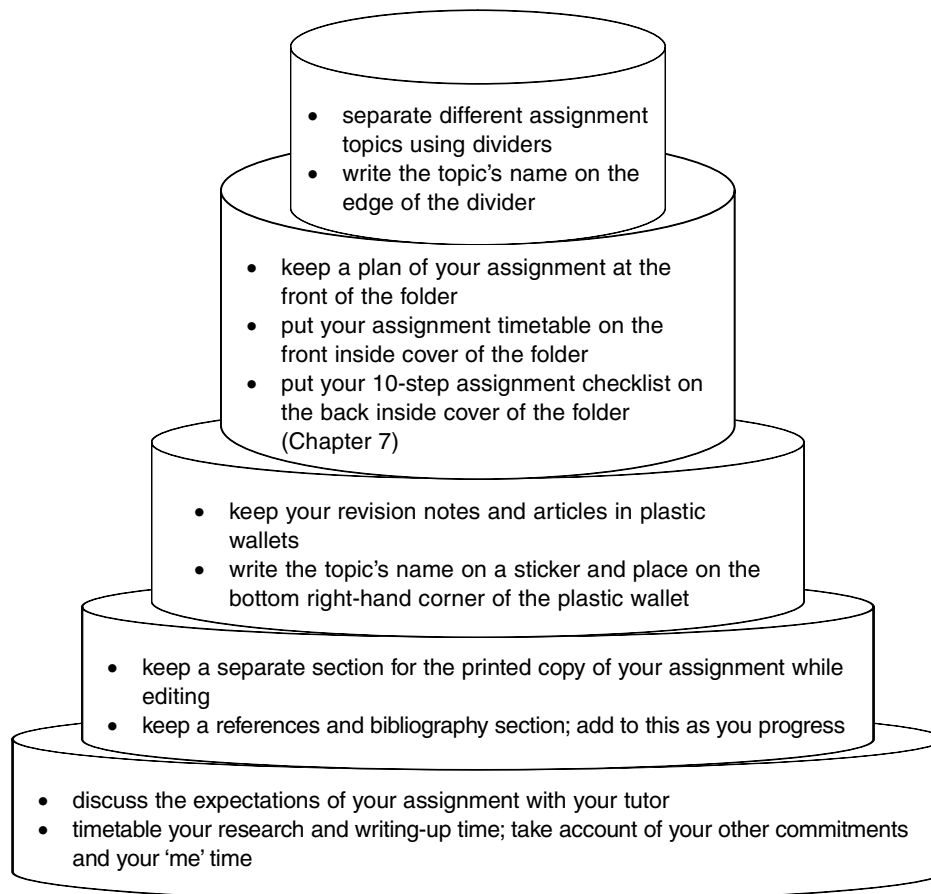 • separate different assignment
topics using dividers
• write the topic’s name on the
edge of the divider
• keep a plan of your assignment at the
front of the folder
• put your assignment timetable on the
front inside cover of the folder
• put your 10-step assignment checklist on
the back inside cover of the folder
(Chapter 7)
• keep your revision notes and articles in plastic
wallets
• write the topic’s name on a sticker and place on the
bottom right-hand corner of the plastic wallet
• keep a separate section for the printed copy of your assignment while
editing
• keep a references and bibliography section; add to this as you progress
• discuss the expectations of your assignment with your tutor
• timetable your research and writing-up time; take account of your other commitments
and your ‘me’ time